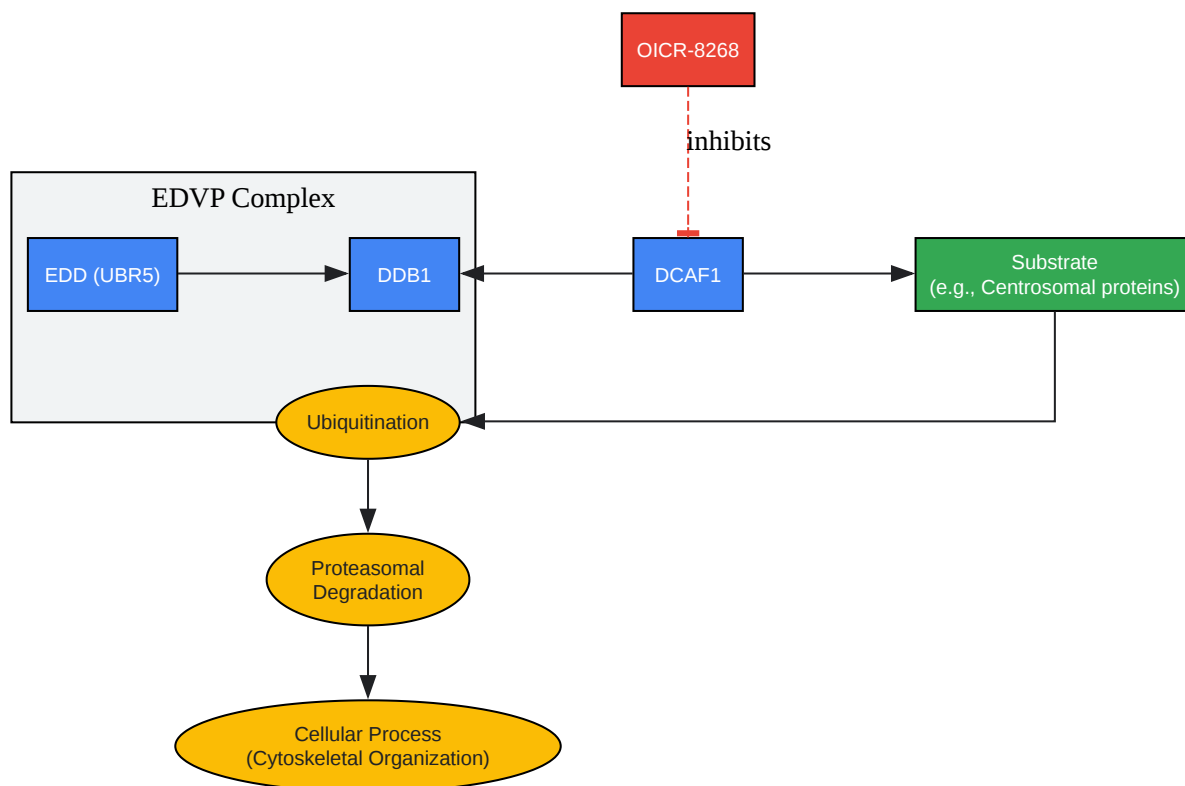 OICR-8268
inhibits
EDVP Complex
EDD (UBR5)
DDB1
DCAF1
Substrate
(e.g., Centrosomal proteins)
Ubiquitination
Proteasomal
Degradation
Cellular Process
(Cytoskeletal Organization)